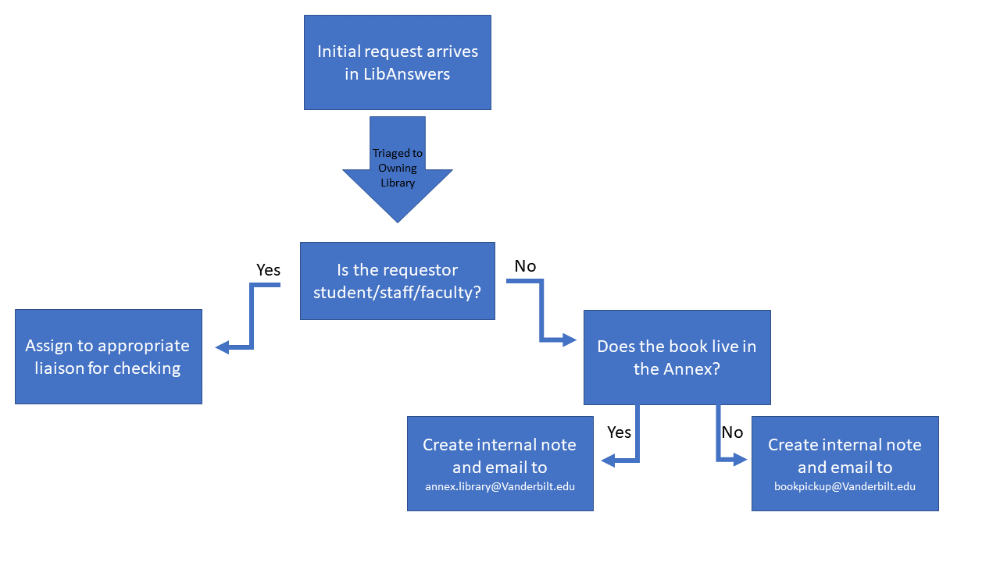 Initial request arrives
in LibAnswers
Triaged to
Owning
Library
Yes
Is the requestor
student/staff/faculty?
No
Assign to appropriate
liaison for checking
Does the book live in
the Annex?
Create internal note
and email to
annex.library@Vanderbilt.edu
Yes
No
Create internal note
and email to
bookpickup@Vanderbilt.edu